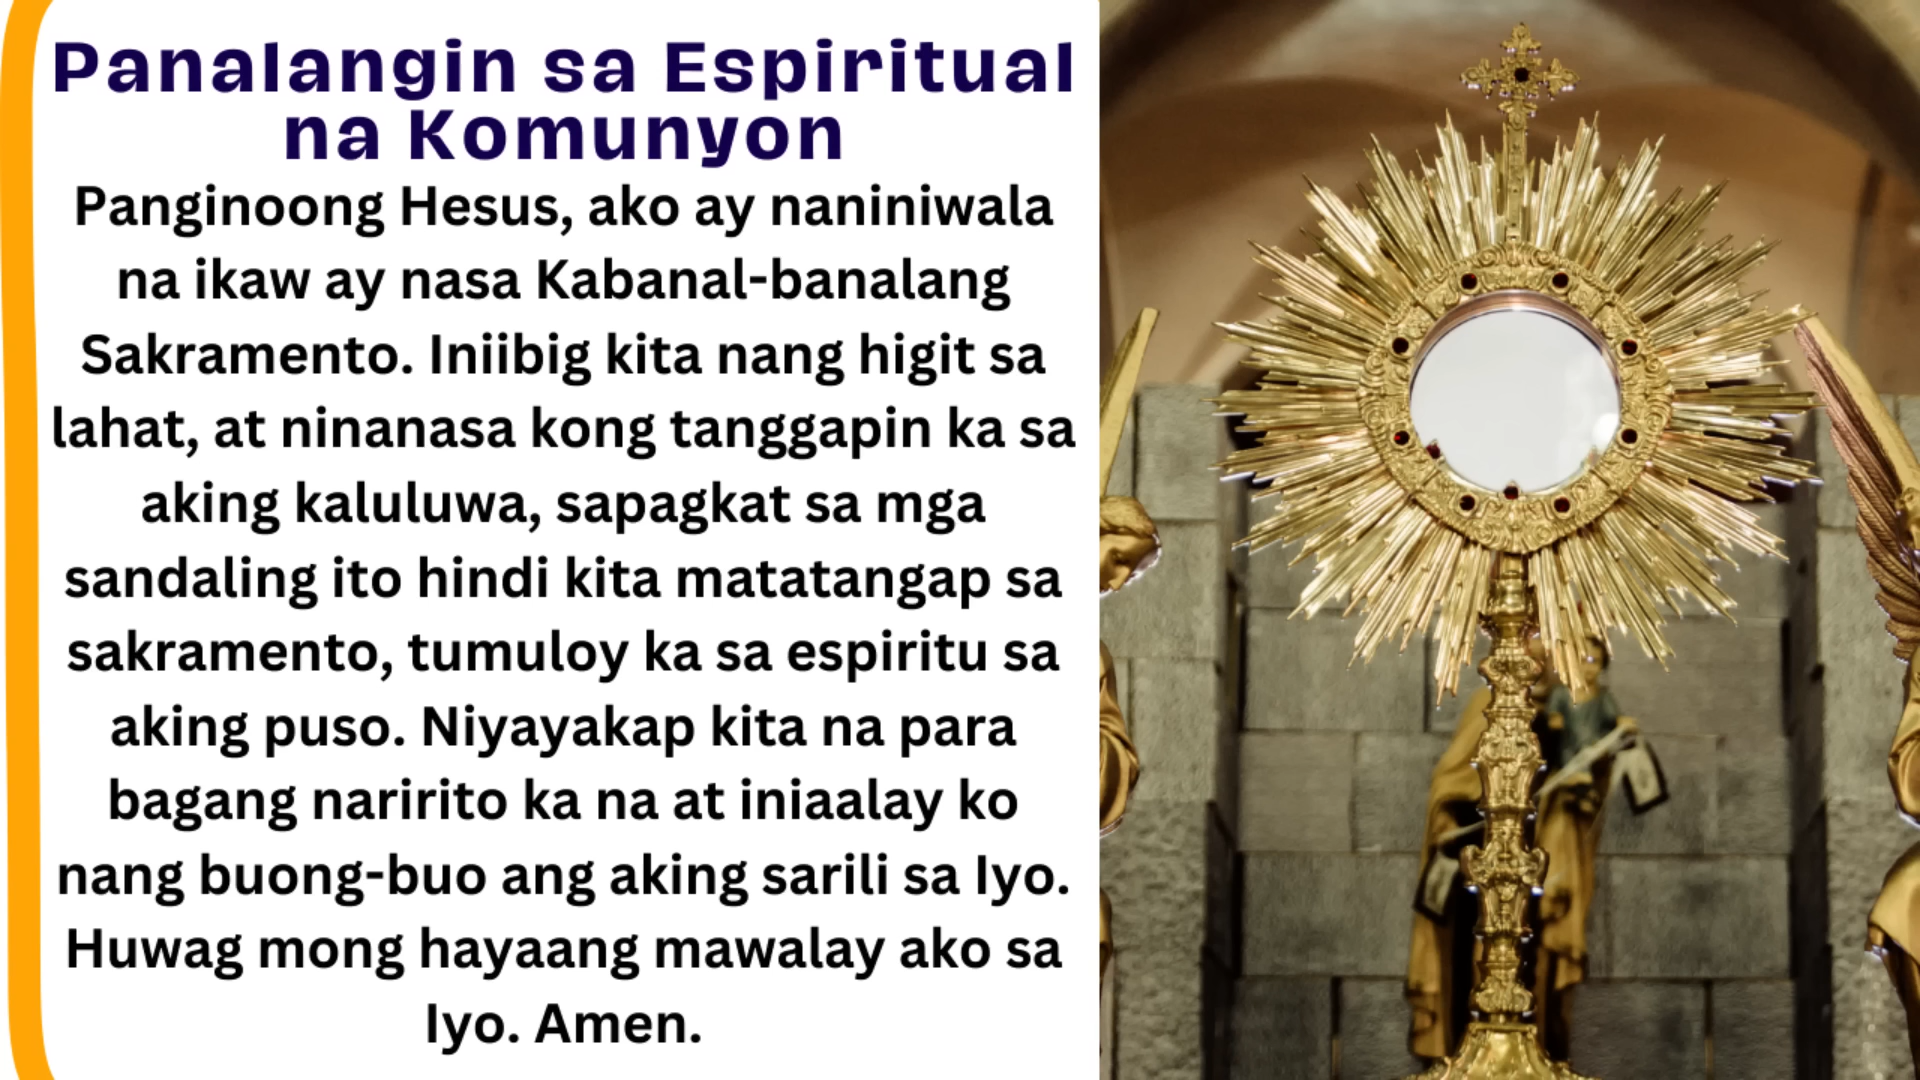 Panalangin sa Espiritual
na Komunyon
Panginoong Hesus, ako ay naniniwala
na ikaw ay nasa Kabanal-banalang
Sakramento. Iniibig kita nang higit sa
lahat, at ninanasa kong tanggapin ka sa
aking kaluluwa, sapagkat sa mga
sandaling ito hindi kita matatangap sa
sakramento, tumuloy ka sa espiritu sa
aking puso. Niyayakap kita na para
bagang naririto ka na at iniaalay ko
nang buong-buo ang aking sarili sa Iyo.
Huwag mong hayaang mawalay ako sa
Iyo. Amen.